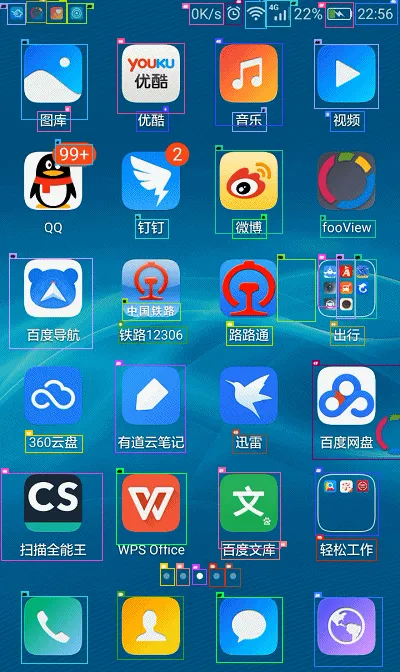 0K/s 4G 22% 22:56
YOUKU
优酷
图库 优酷 音乐 视频
99+ 2
QQ 钉钉 微博 fooView
中国铁路
百度导航 铁路12306 路路通 出行
360云盘 有道云笔记 迅雷 百度网盘
CS W 文
扫描全能王 WPS Office 百度文库 轻松工作